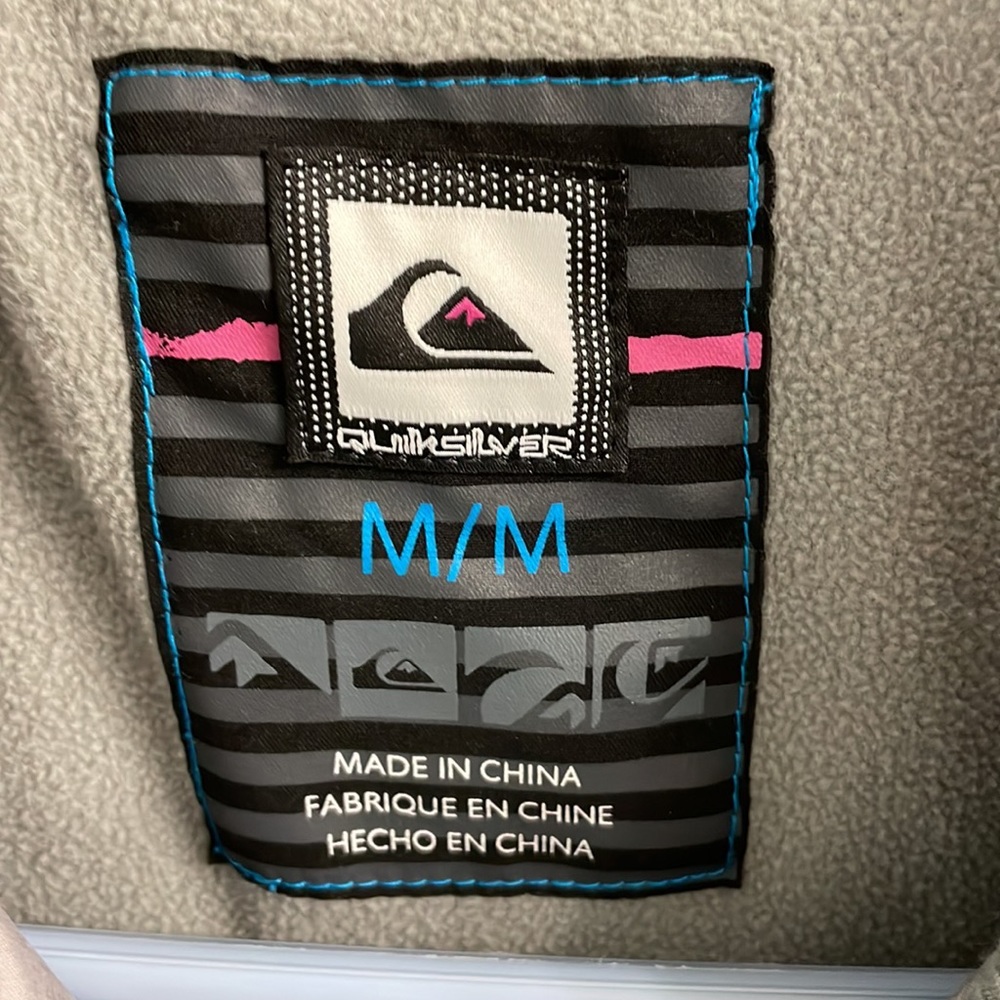 QUIKSILVER
M/M
MADE IN CHINA
FABRIQUE EN CHINE
HECHO EN CHINA